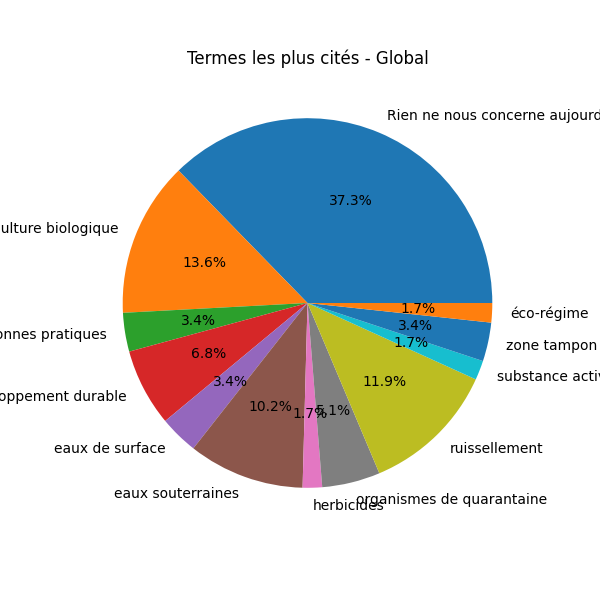 Termes les plus cités - Global
Rien ne nous concerne aujourd
37.3%
ulture biologique
13.6%
onnes pratiques
3.4%
oppement durable
6.8%
eaux de surface
3.4%
eaux souterraines
10.2%
herbicides
1.7%
organismes de quarantaine
5.1%
ruissellement
11.9%
substance activ
1.7%
zone tampon
3.4%
éco-régime
1.7%